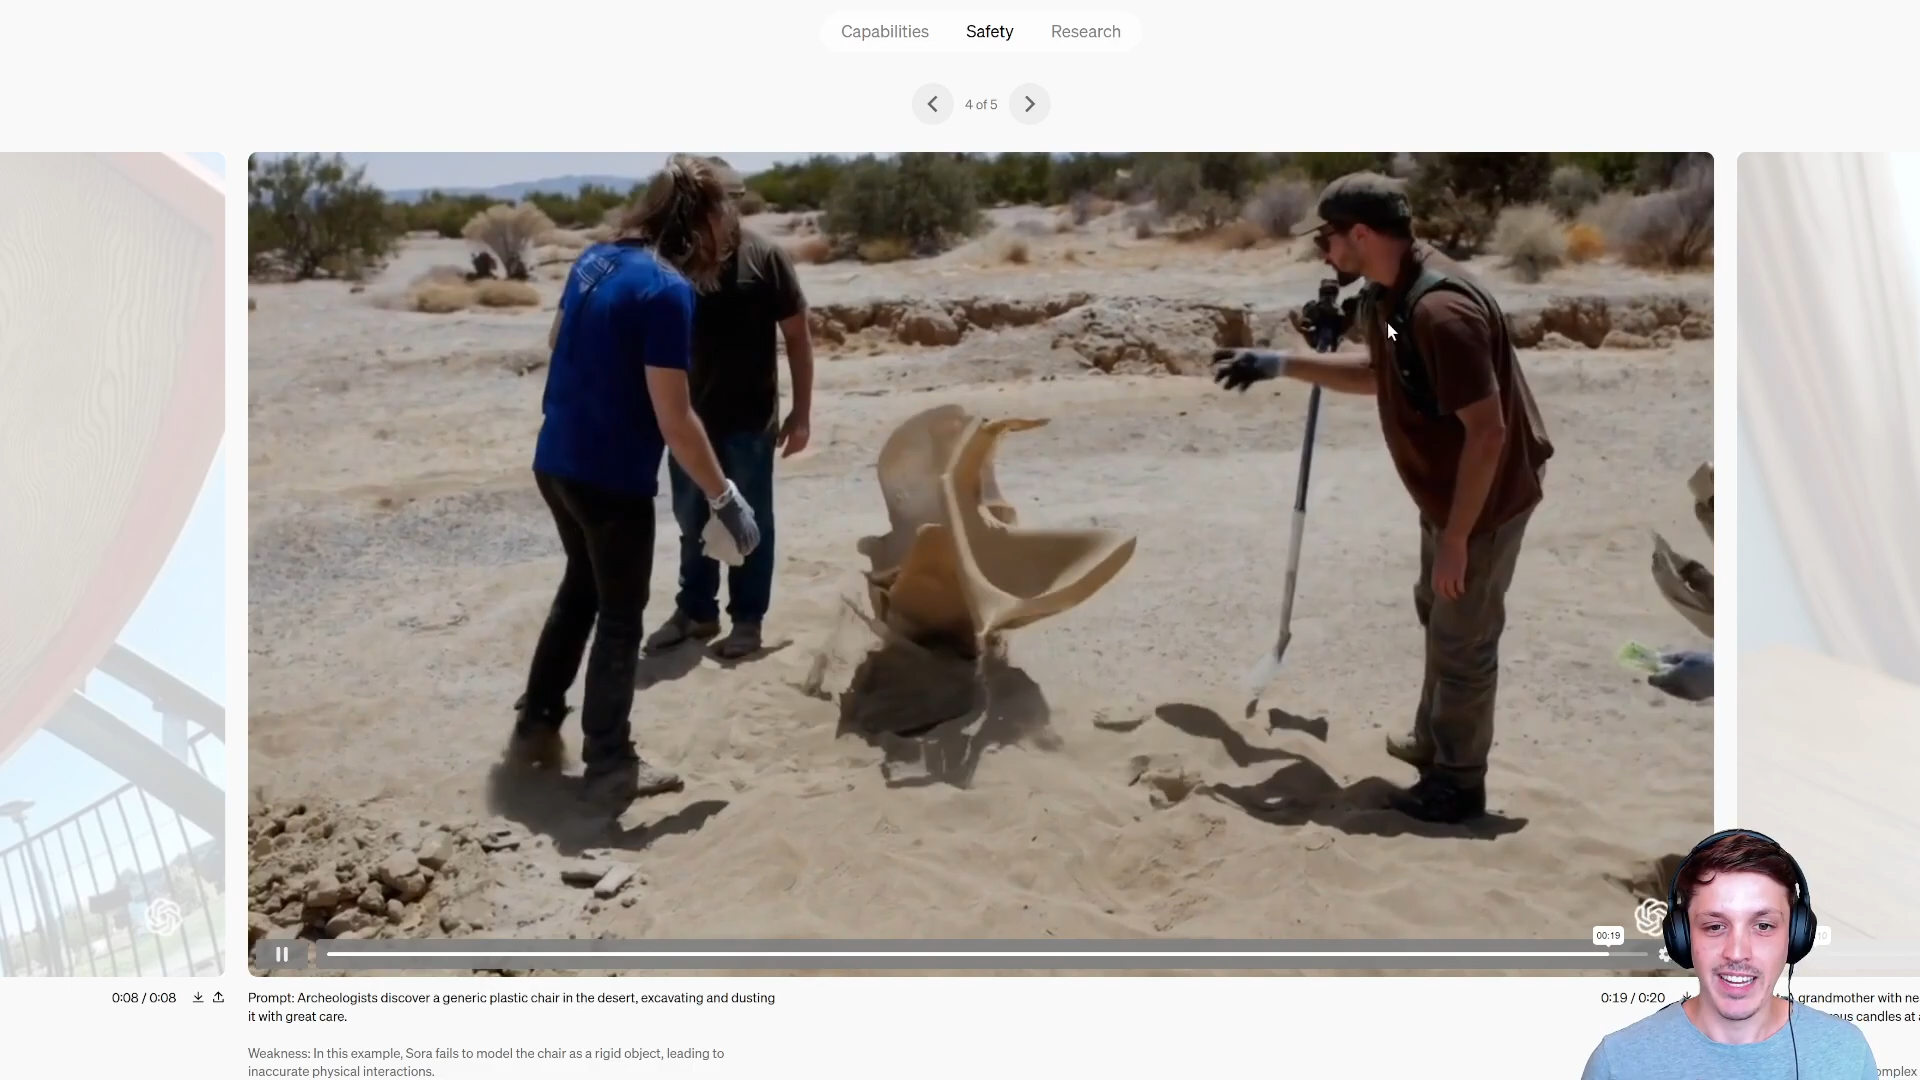 Capabilities Safety Research
4 of 5
00:19
0:08 / 0:08
Prompt: Archeologists discover a generic plastic chair in the desert, excavating and dusting
it with great care.
0:19 / 0:20
grandmother with ne
candles at a
Weakness: In this example, Sora fails to model the chair as a rigid object, leading to
inaccurate physical interactions.